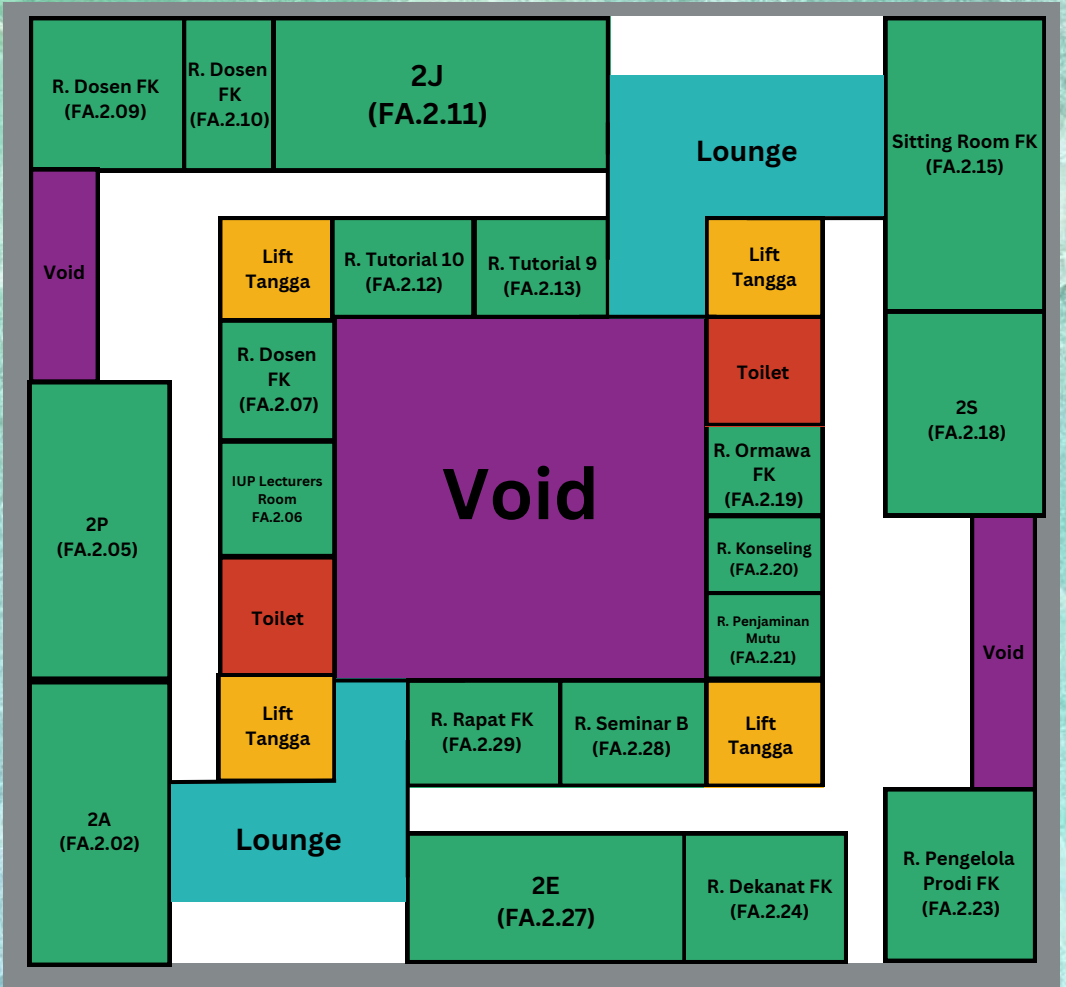 R. Dosen FK
(FA.2.09)
R. Dosen
FK
(FA.2.10)
2J
(FA.2.11)
Lounge
Sitting Room FK
(FA.2.15)
Void
Lift
Tangga
R. Tutorial 10
(FA.2.12)
R. Tutorial 9
(FA.2.13)
Lift
Tangga
R. Dosen
FK
(FA.2.07)
Toilet
2S
(FA.2.18)
IUP Lecturers
Room
FA.2.06
Void
R. Ormawa
FK
(FA.2.19)
2P
(FA.2.05)
R. Konseling
(FA.2.20)
Toilet
R. Penjaminan
Mutu
(FA.2.21)
Void
Lift
Tangga
R. Rapat FK
(FA.2.29)
R. Seminar B
(FA.2.28)
Lift
Tangga
2A
(FA.2.02)
Lounge
2E
(FA.2.27)
R. Dekanat FK
(FA.2.24)
R. Pengelola
Prodi FK
(FA.2.23)